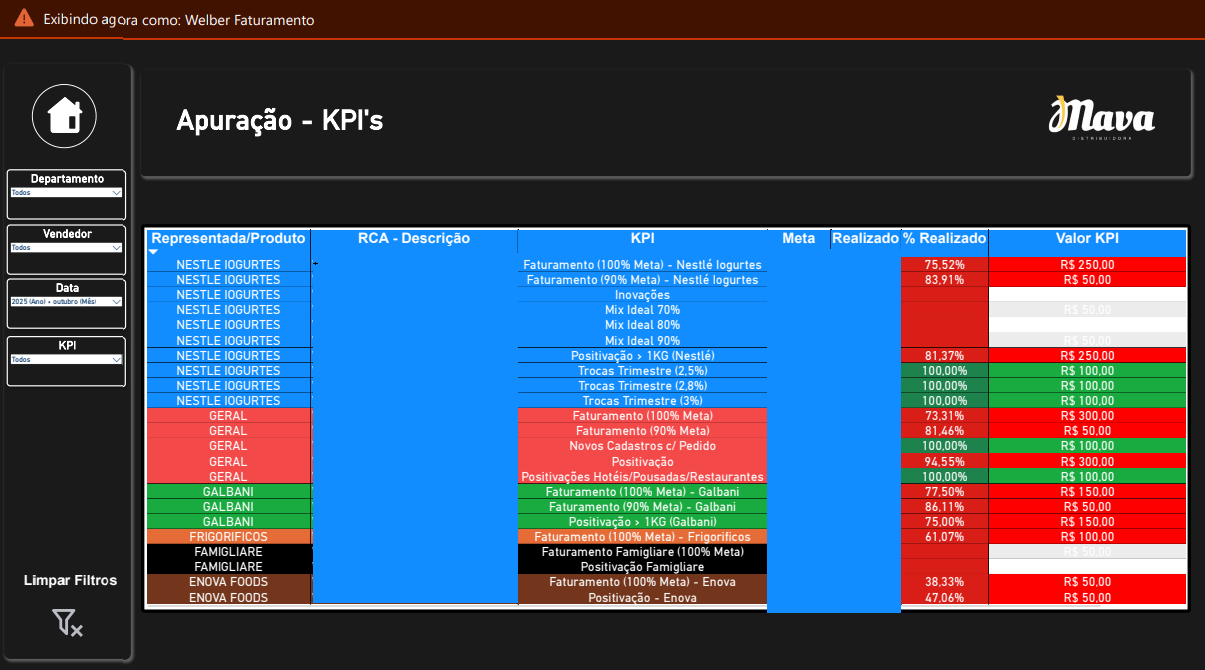 Exibindo agora como: Welber Faturamento
Apuração - KPI's
Mava
DISTRIBUIDORA
Departamento
Todos
Vendedor
Todos
Data
2025 (Ano) + outubro (Mês)
KPI
Todos
Limpar Filtros
Representada/Produto RCA - Descrição KPI Meta Realizado % Realizado Valor KPI
NESTLE IOGURTES Faturamento (100% Meta) - Nestlé Iogurtes 75,52% R$ 250,00
NESTLE IOGURTES Faturamento (90% Meta) - Nestlé Iogurtes 83,91% R$ 50,00
NESTLE IOGURTES Inovações
NESTLE IOGURTES Mix Ideal 70% R$ 50,00
NESTLE IOGURTES Mix Ideal 80%
NESTLE IOGURTES Mix Ideal 90% R$ 50,00
NESTLE IOGURTES Positivação > 1KG (Nestlé) 81,37% R$ 250,00
NESTLE IOGURTES Trocas Trimestre (2,5%) 100,00% R$ 100,00
NESTLE IOGURTES Trocas Trimestre (2,8%) 100,00% R$ 100,00
NESTLE IOGURTES Trocas Trimestre (3%) 100,00% R$ 100,00
GERAL Faturamento (100% Meta) 73,31% R$ 300,00
GERAL Faturamento (90% Meta) 81,46% R$ 50,00
GERAL Novos Cadastros c/ Pedido 100,00% R$ 100,00
GERAL Positivação 94,55% R$ 300,00
GERAL Positivações Hotéis/Pousadas/Restaurantes 100,00% R$ 100,00
GALBANI Faturamento (100% Meta) - Galbani 77,50% R$ 150,00
GALBANI Faturamento (90% Meta) - Galbani 86,11% R$ 50,00
GALBANI Positivação > 1KG (Galbani) 75,00% R$ 150,00
FRIGORIFICOS Faturamento (100% Meta) - Frigorificos 61,07% R$ 100,00
FAMIGLIARE Faturamento Famigliare (100% Meta) R$ 50,00
FAMIGLIARE Positivação Famigliare
ENOVA FOODS Faturamento (100% Meta) - Enova 38,33% R$ 50,00
ENOVA FOODS Positivação - Enova 47,06% R$ 50,00